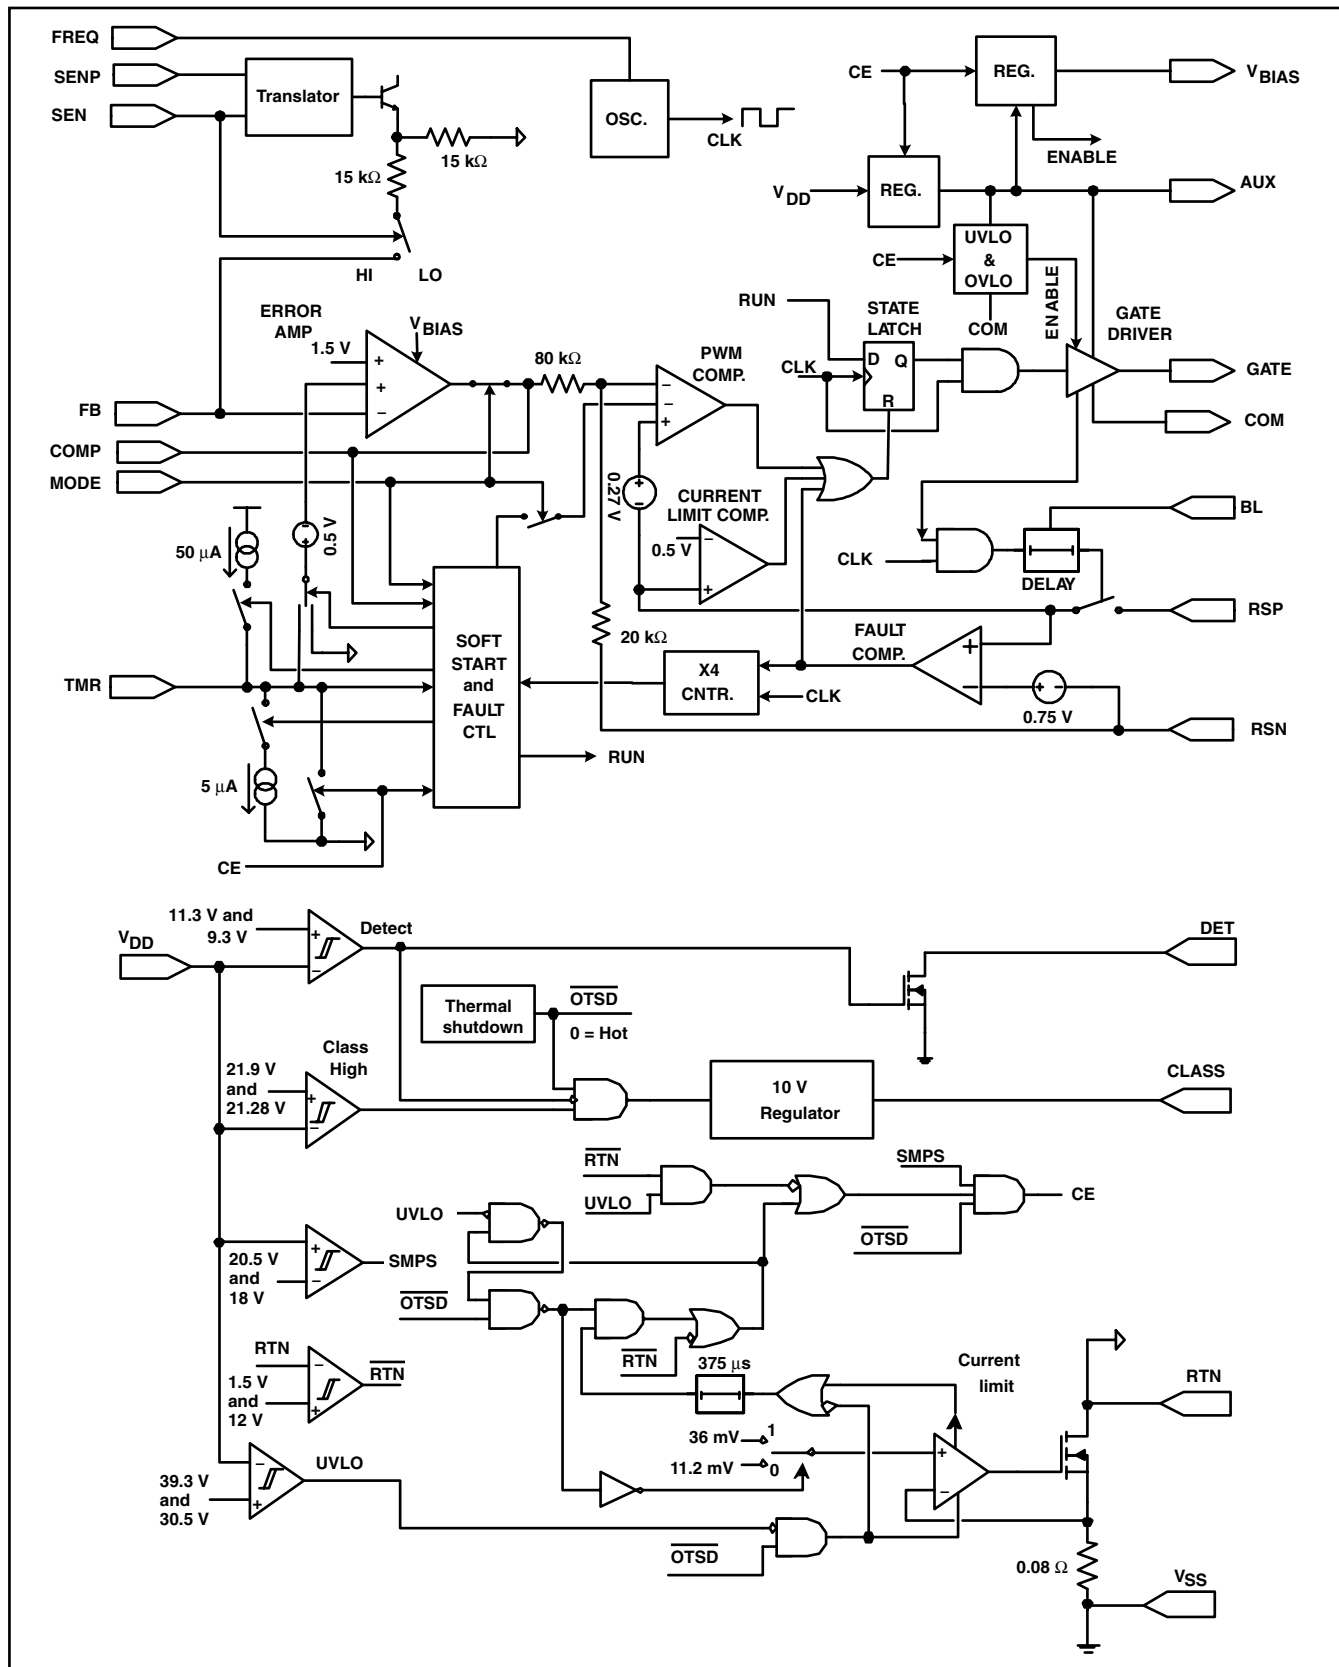 FREQ
SENP
SEN
Translator
15 kΩ
15 kΩ
HI
LO
OSC.
CLK
CE
REG.
VBIAS
ENABLE
VDD
REG.
AUX
CE
UVLO
&
OVLO
COM
ENABLE
GATE
DRIVER
GATE
COM
RUN
STATE
LATCH
CLK
D
Q
R
ERROR
AMP
1.5 V
VBIAS
+
+
−
80 kΩ
PWM
COMP.
−
−
+
FB
COMP
MODE
0.27 V
+
−
CURRENT
LIMIT COMP.
0.5 V
−
+
BL
CLK
DELAY
RSP
50 μA
−
+
0.5 V
SOFT
START
and
FAULT
CTL
20 kΩ
X4
CNTR.
CLK
FAULT
COMP.
+
−
+ −
0.75 V
RSN
TMR
5 μA
RUN
CE
11.3 V and
9.3 V
VDD
+
−
Detect
DET
Thermal
shutdown
OTSD
0 = Hot
Class
High
21.9 V
and
21.28 V
+
−
10 V
Regulator
CLASS
RTN
UVLO
SMPS
OTSD
CE
UVLO
20.5 V
and
18 V
+
−
SMPS
OTSD
RTN
375 μs
RTN
1.5 V
and
12 V
−
+
RTN
Current
limit
RTN
36 mV
1
11.2 mV
0
+
−
39.3 V
and
30.5 V
−
+
UVLO
OTSD
0.08 Ω
VSS